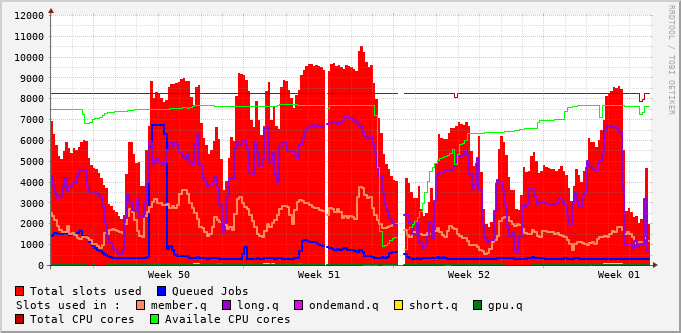 12000
11000
10000
9000
8000
7000
6000
5000
4000
3000
2000
1000
0
Week 50 Week 51 Week 52 Week 01
RRDTOOL / TOBI OETIKER
Total slots used Queued Jobs
Slots used in : member.q long.q ondemand.q short.q gpu.q
Total CPU cores Availale CPU cores